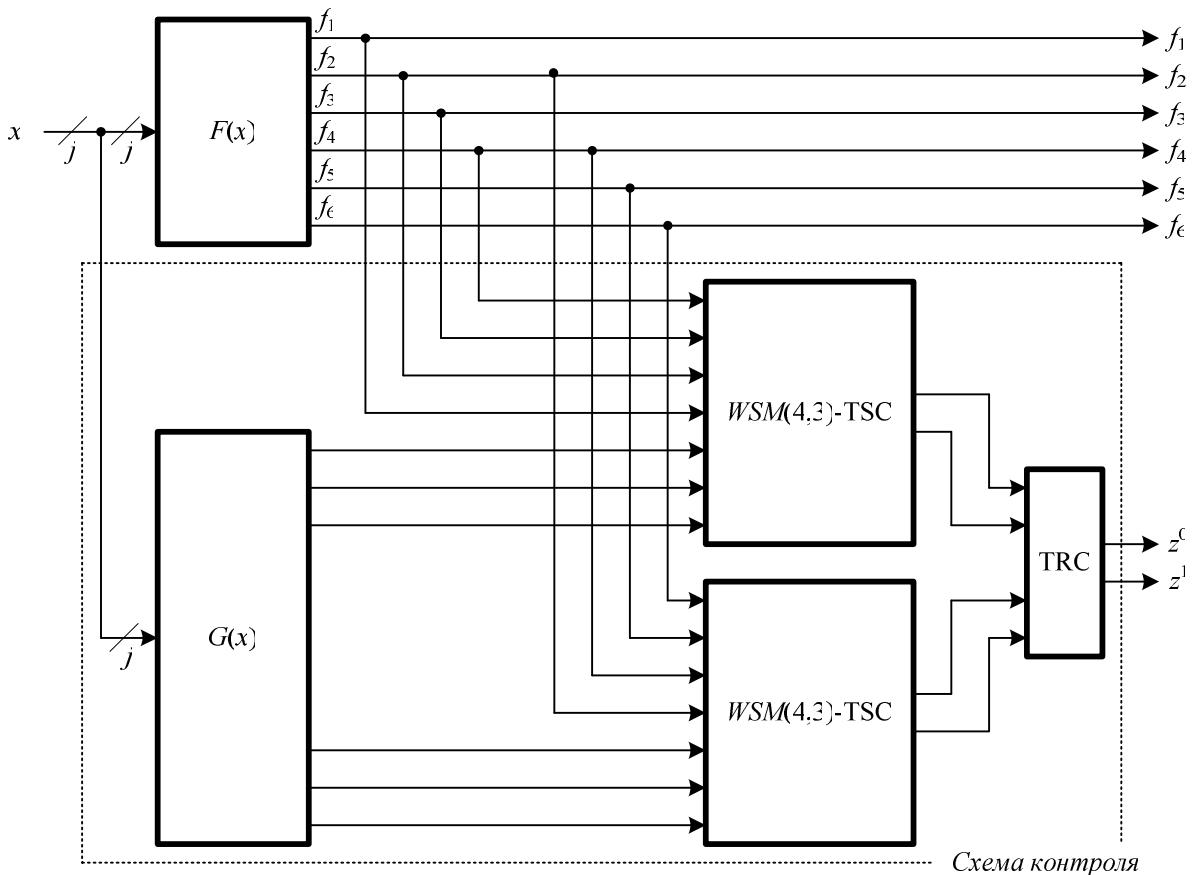 f₁
f₁
f₂
f₂
f₃
f₃
x
j
j
F(x)
f₄
f₄
f₅
f₅
f₆
f₆
WSM(4,3)-TSC
z⁰
TRC
z¹
G(x)
j
WSM(4,3)-TSC
Схема контроля